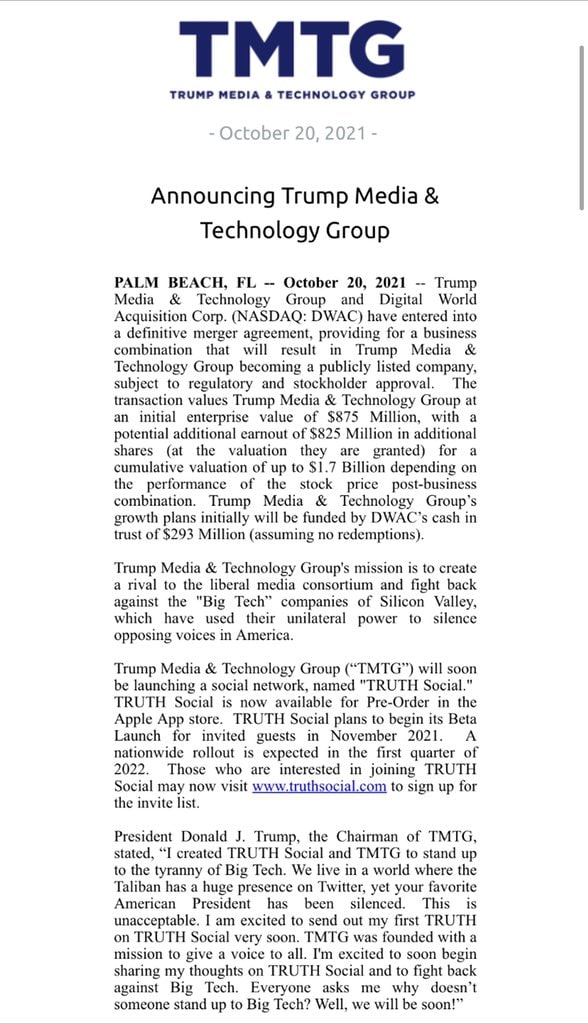 TMTG
TRUMP MEDIA & TECHNOLOGY GROUP
- October 20, 2021 -
Announcing Trump Media &
Technology Group
PALM BEACH, FL -- October 20, 2021 -- Trump
Media & Technology Group and Digital World
Acquisition Corp. (NASDAQ: DWAC) have entered into
a definitive merger agreement, providing for a business
combination that will result in Trump Media &
Technology Group becoming a publicly listed company,
subject to regulatory and stockholder approval. The
transaction values Trump Media & Technology Group at
an initial enterprise value of $875 Million, with a
potential additional earnout of $825 Million in additional
shares (at the valuation they are granted) for a
cumulative valuation of up to $1.7 Billion depending on
the performance of the stock price post-business
combination. Trump Media & Technology Group's
growth plans initially will be funded by DWAC's cash in
trust of $293 Million (assuming no redemptions).
Trump Media & Technology Group's mission is to create
a rival to the liberal media consortium and fight back
against the "Big Tech” companies of Silicon Valley,
which have used their unilateral power to silence
opposing voices in America.
Trump Media & Technology Group (“TMTG”) will soon
be launching a social network, named "TRUTH Social."
TRUTH Social is now available for Pre-Order in the
Apple App store. TRUTH Social plans to begin its Beta
Launch for invited guests in November 2021. A
nationwide rollout is expected in the first quarter of
2022. Those who are interested in joining TRUTH
Social may now visit www.truthsocial.com to sign up for
the invite list.
President Donald J. Trump, the Chairman of TMTG,
stated, “I created TRUTH Social and TMTG to stand up
to the tyranny of Big Tech. We live in a world where the
Taliban has a huge presence on Twitter, yet your favorite
American President has been silenced. This is
unacceptable. I am excited to send out my first TRUTH
on TRUTH Social very soon. TMTG was founded with a
mission to give a voice to all. I'm excited to soon begin
sharing my thoughts on TRUTH Social and to fight back
against Big Tech. Everyone asks me why doesn’t
someone stand up to Big Tech? Well, we will be soon!”